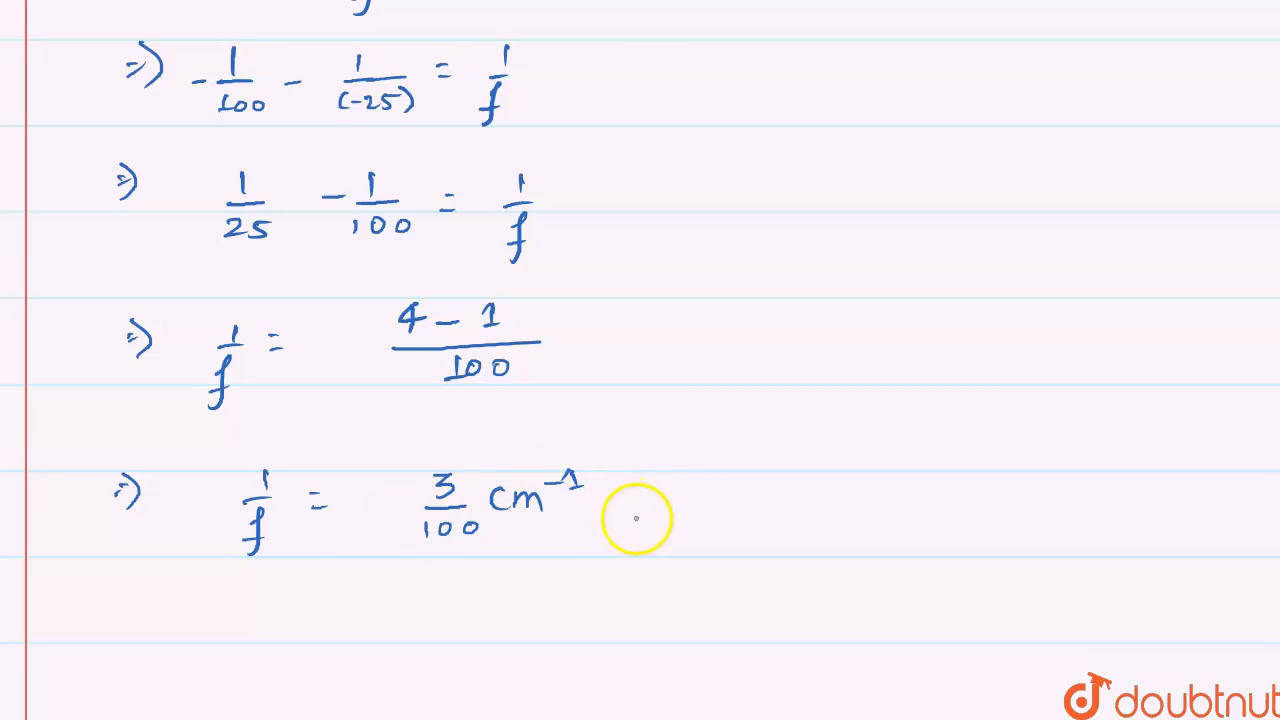 => -1/100 - 1/(-25) = 1/f
=> 1/25 - 1/100 = 1/f
=> 1/f = 4 - 1/100
=> 1/f = 3/100 cm⁻¹
doubtnut